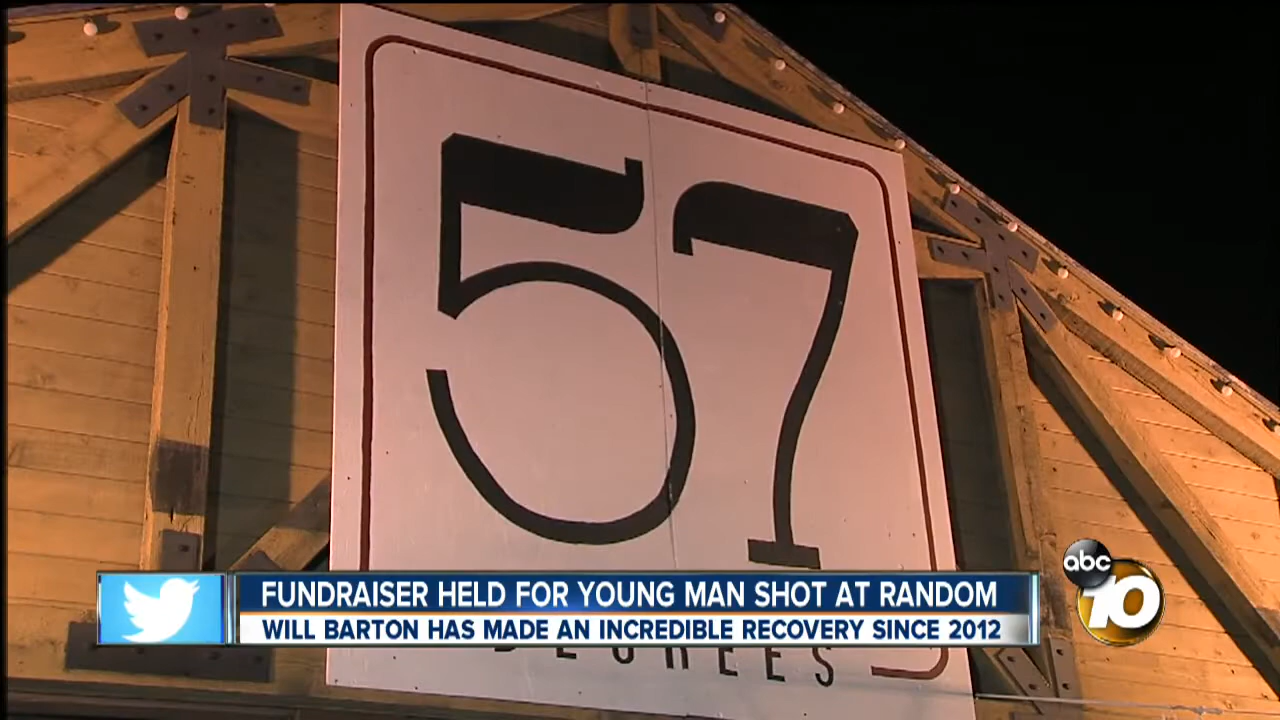 57
DEGREES
FUNDRAISER HELD FOR YOUNG MAN SHOT AT RANDOM
WILL BARTON HAS MADE AN INCREDIBLE RECOVERY SINCE 2012
abc
10